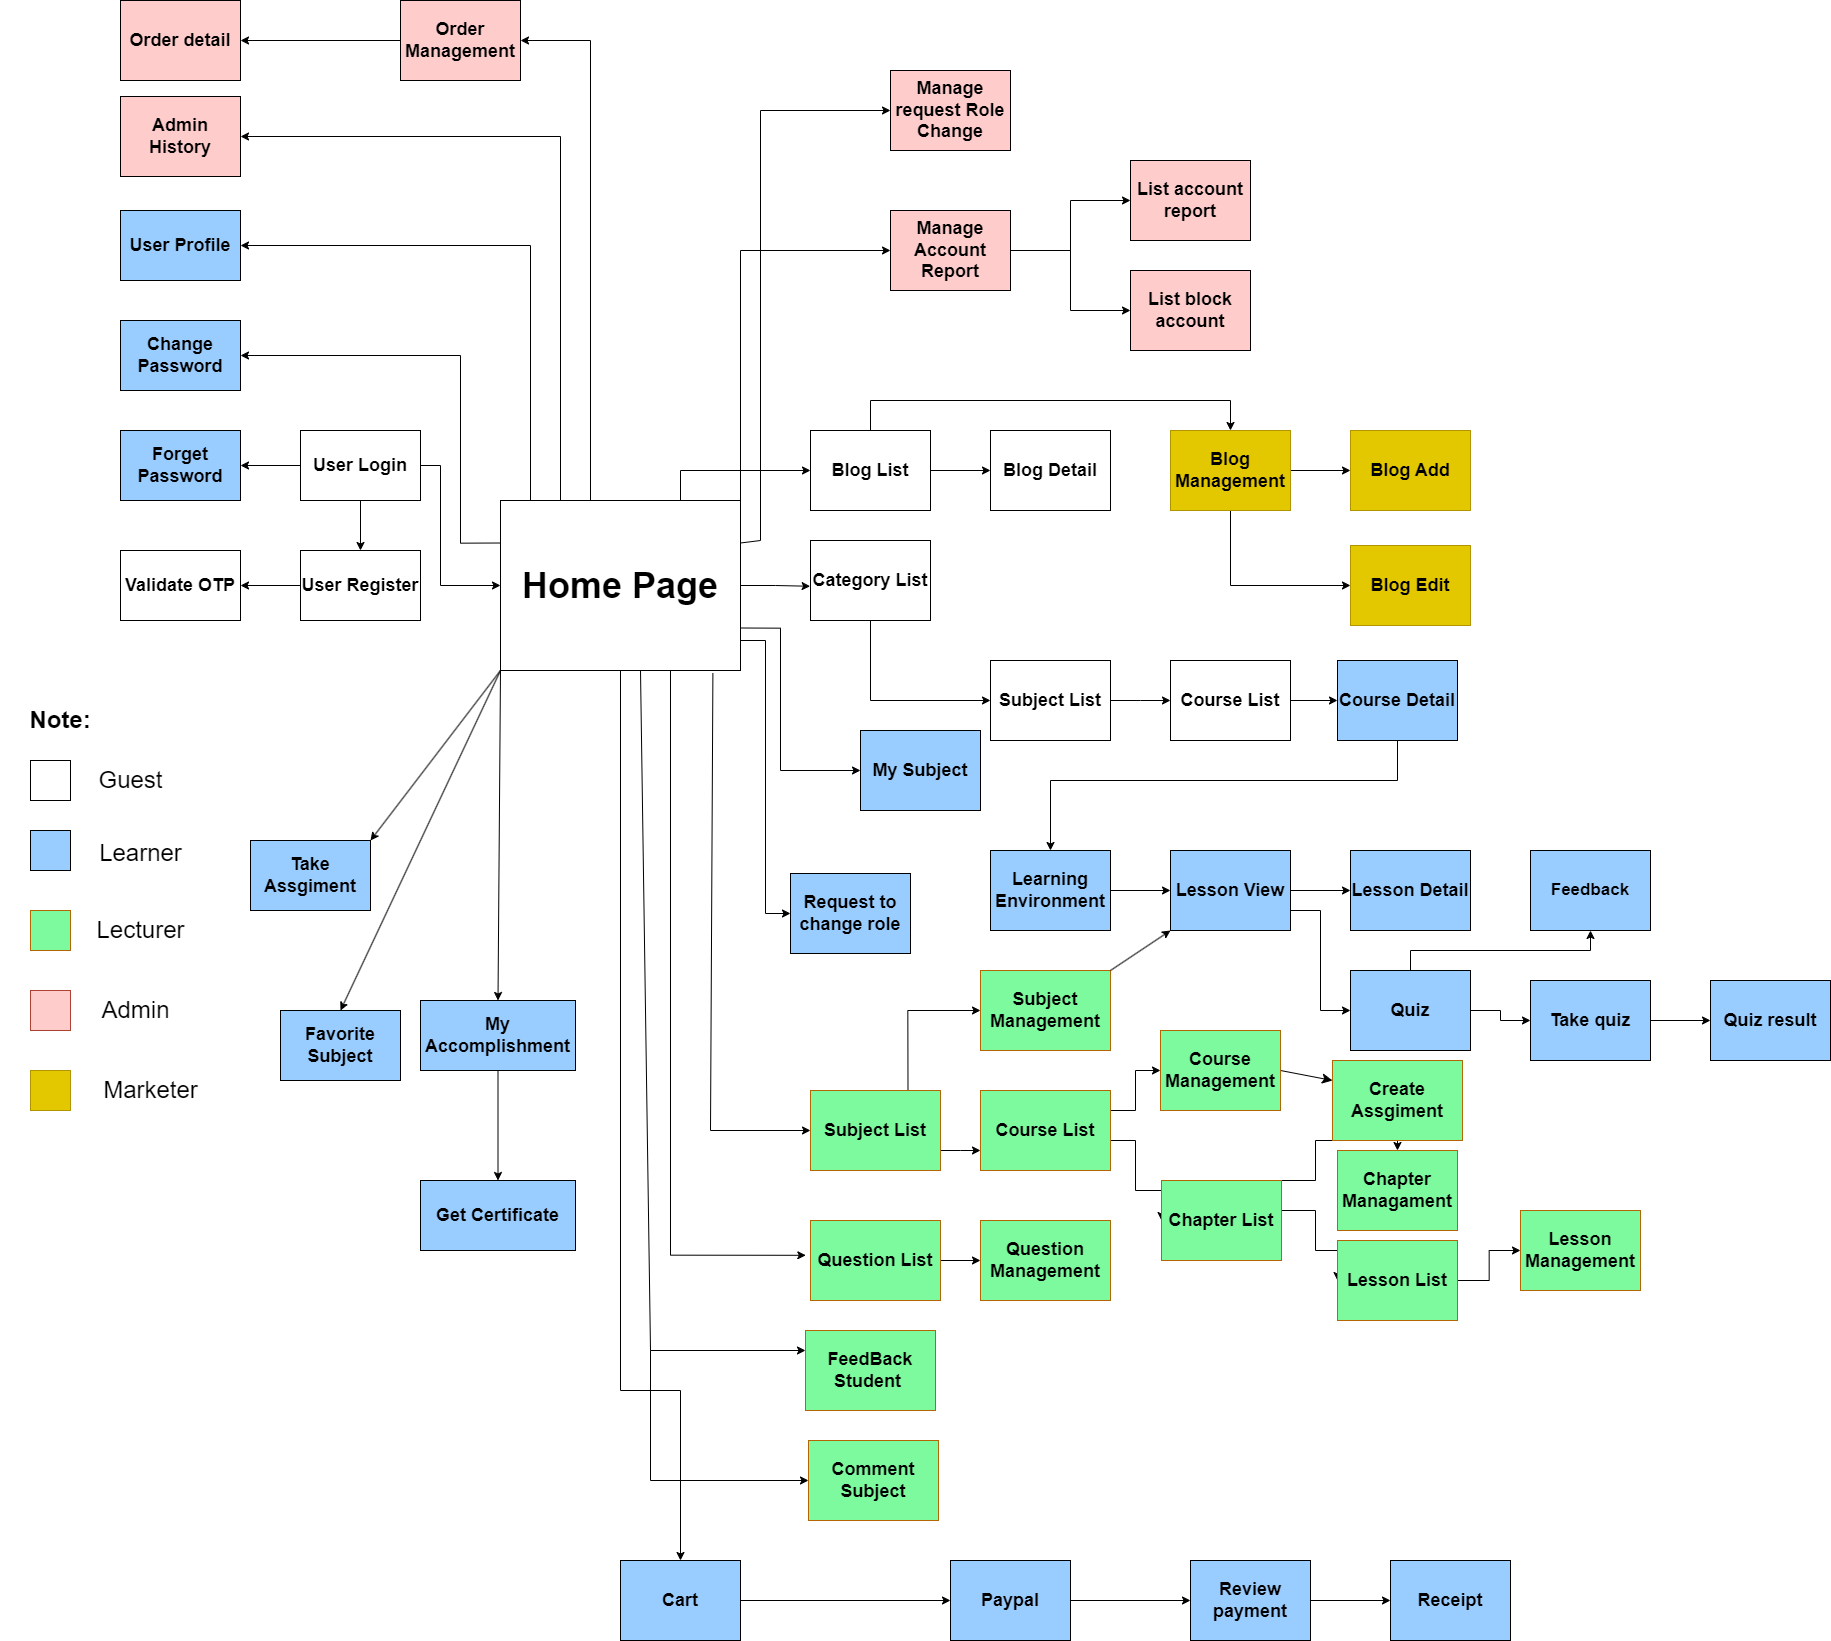 Order detail
Order
Management
Admin
History
Manage
request Role
Change
List account
report
User Profile
Manage
Account
Report
List block
account
Change
Password
Forget
Password
User Login
Blog List
Blog Detail
Blog
Management
Blog Add
Validate OTP
User Register
Home Page
Category List
Blog Edit
Subject List
Course List
Course Detail
Note:
My Subject
Guest
Learner
Lecturer
Admin
Marketer
Take
Assgiment
Request to
change role
Learning
Environment
Lesson View
Lesson Detail
Feedback
Favorite
Subject
My
Accomplishment
Subject
Management
Quiz
Take quiz
Quiz result
Course
Management
Create
Assgiment
Subject List
Course List
Get Certificate
Chapter List
Chapter
Managament
Question List
Question
Management
Lesson List
Lesson
Management
FeedBack
Student
Comment
Subject
Cart
Paypal
Review
payment
Receipt